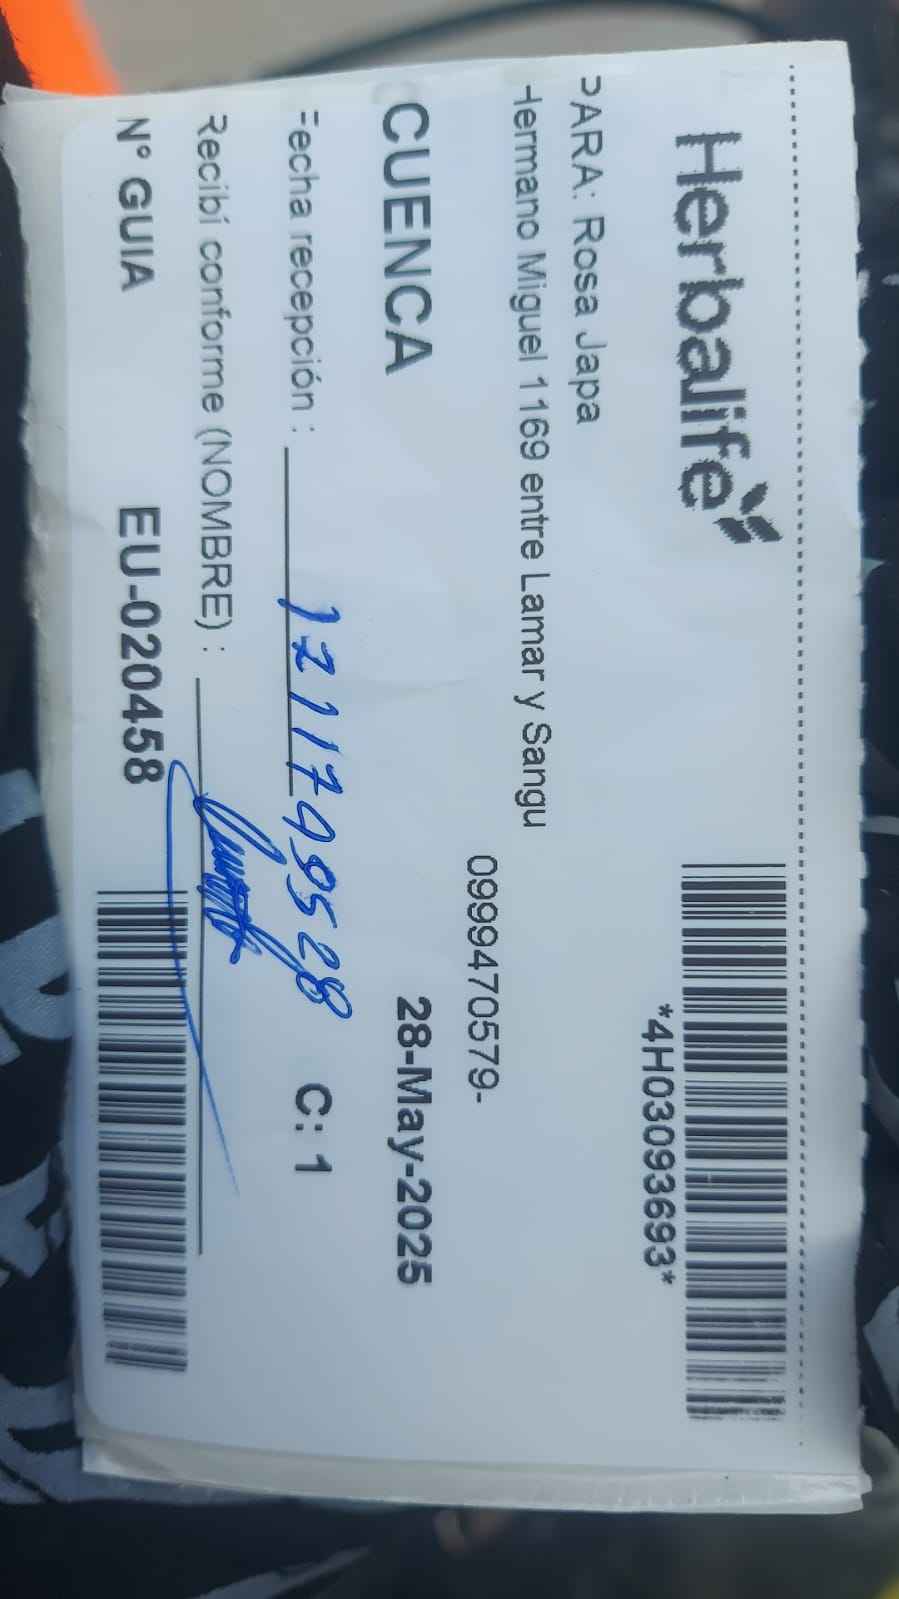 Herbalife
*4H03093693*
PARA: Rosa Japa
Hermano Miguel 1169 entre Lamar y Sangu
0999470579-
CUENCA 28-May-2025
Fecha recepción : 1711799528 C: 1
Recibí conforme (NOMBRE) :
N° GUIA EU-020458